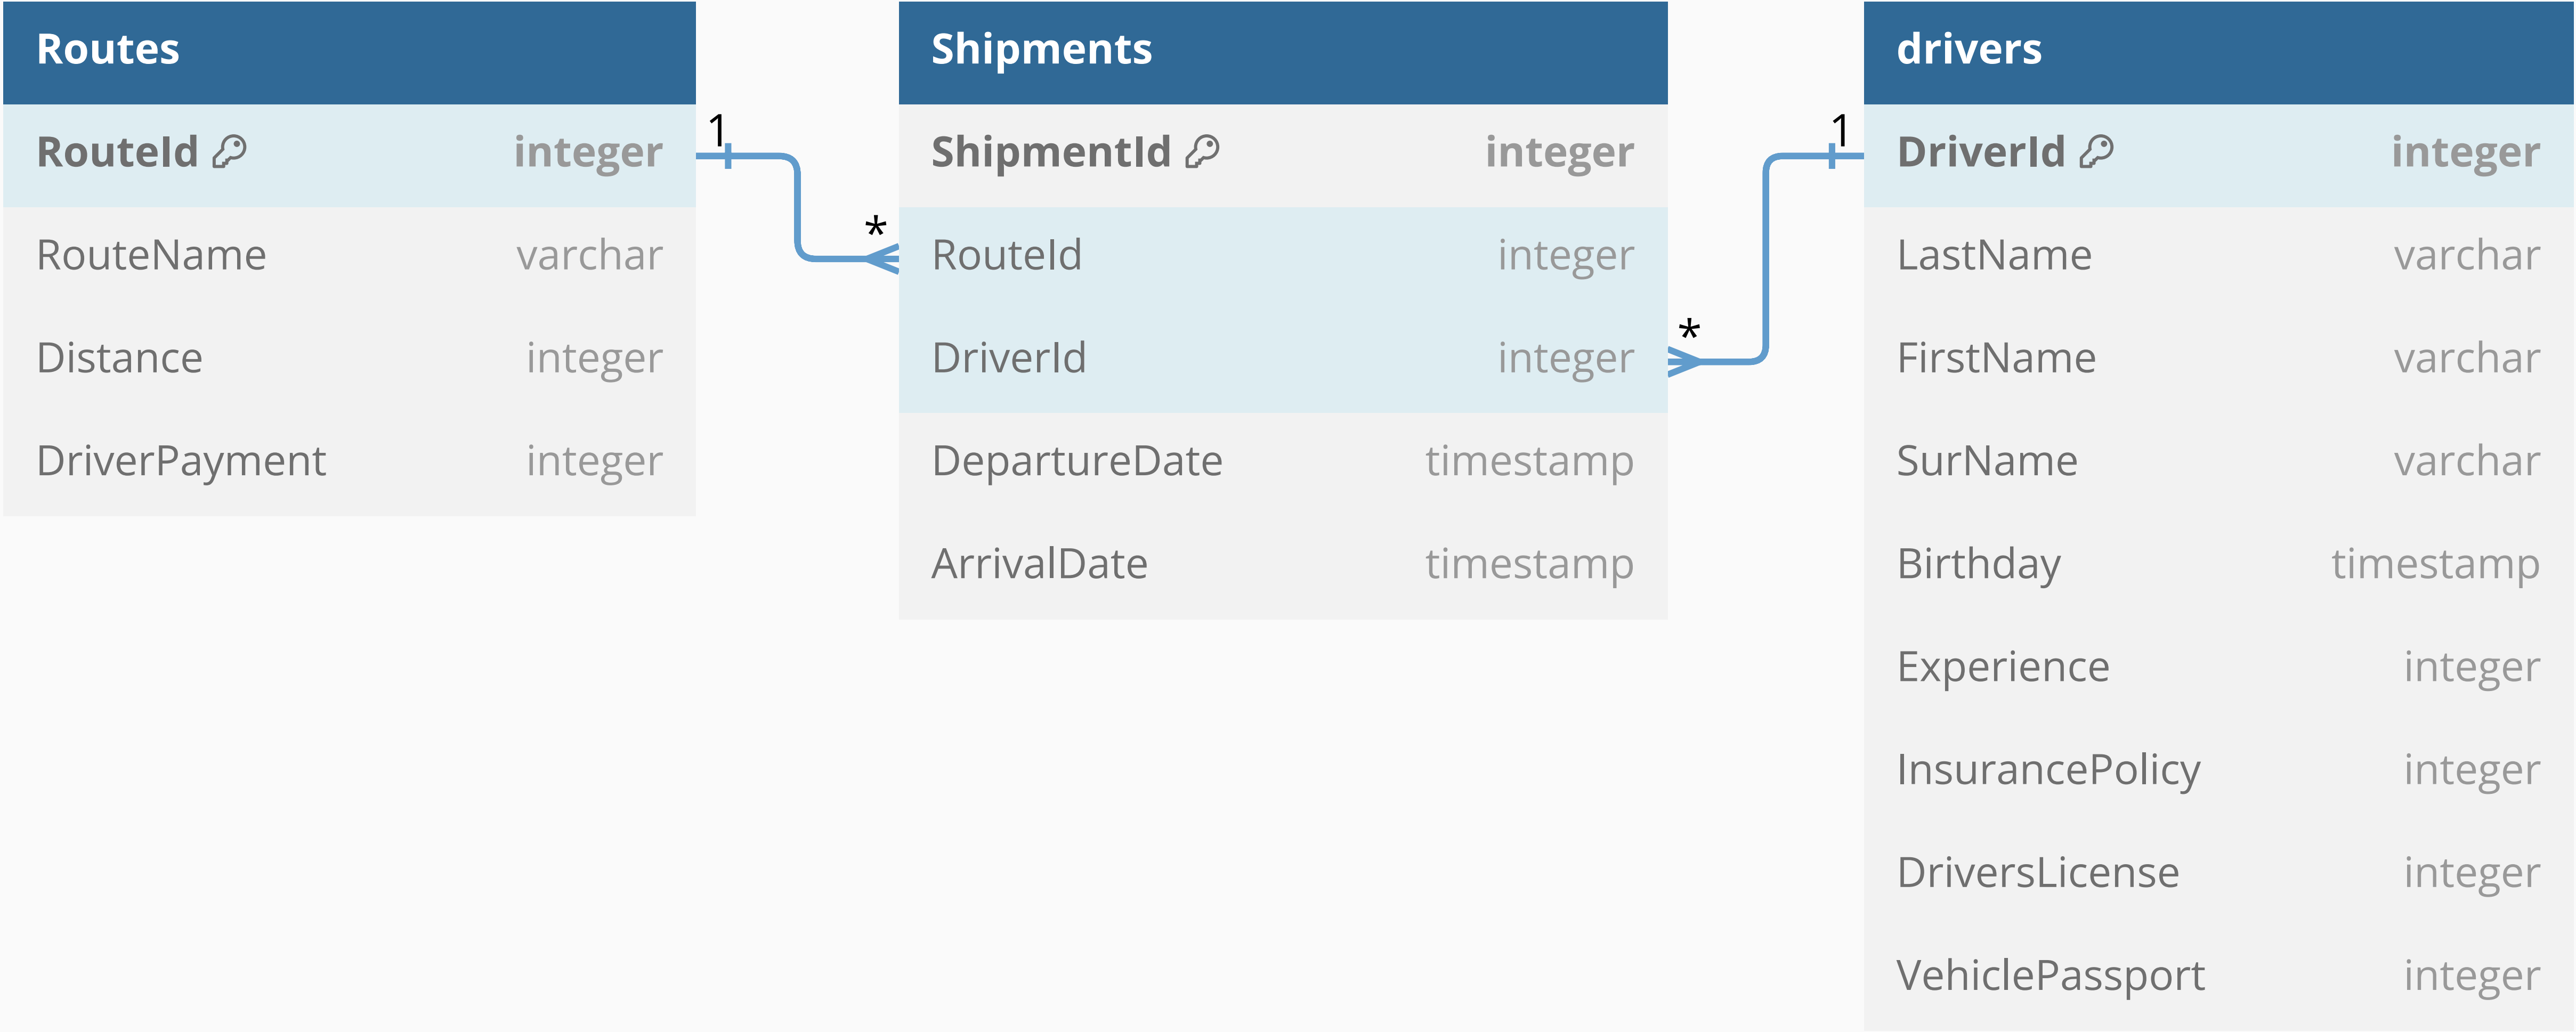 Routes
RouteId integer
RouteName varchar
Distance integer
DriverPayment integer
1
*
Shipments
ShipmentId integer
RouteId integer
DriverId integer
DepartureDate timestamp
ArrivalDate timestamp
*
1
drivers
DriverId integer
LastName varchar
FirstName varchar
SurName varchar
Birthday timestamp
Experience integer
InsurancePolicy integer
DriversLicense integer
VehiclePassport integer